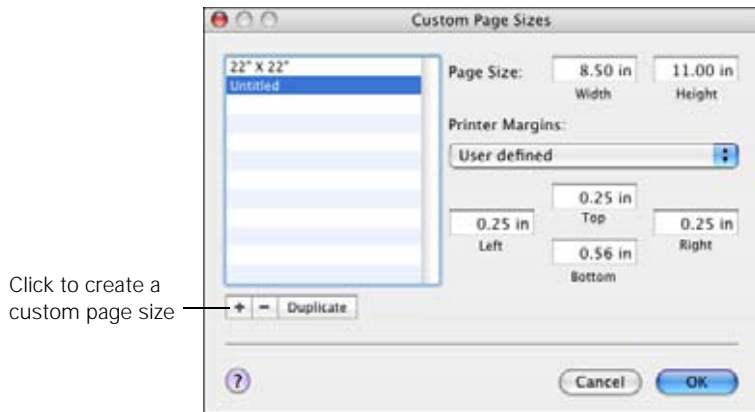 Custom Page Sizes
22" X 22"
Untitled
Page Size:
8.50 in
11.00 in
Width
Height
Printer Margins:
User defined
0.25 in
Top
0.25 in
Left
0.25 in
Right
0.56 in
Bottom
Click to create a
custom page size
+ − Duplicate
?
Cancel
OK